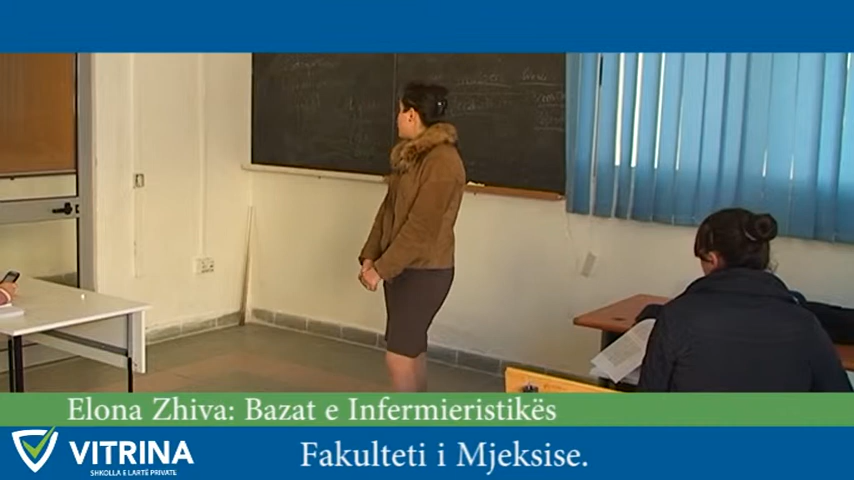 Elona Zhiva: Bazat e Infermieristikës
VITRINA
SHKOLLA E LARTË PRIVATE
Fakulteti i Mjeksise.